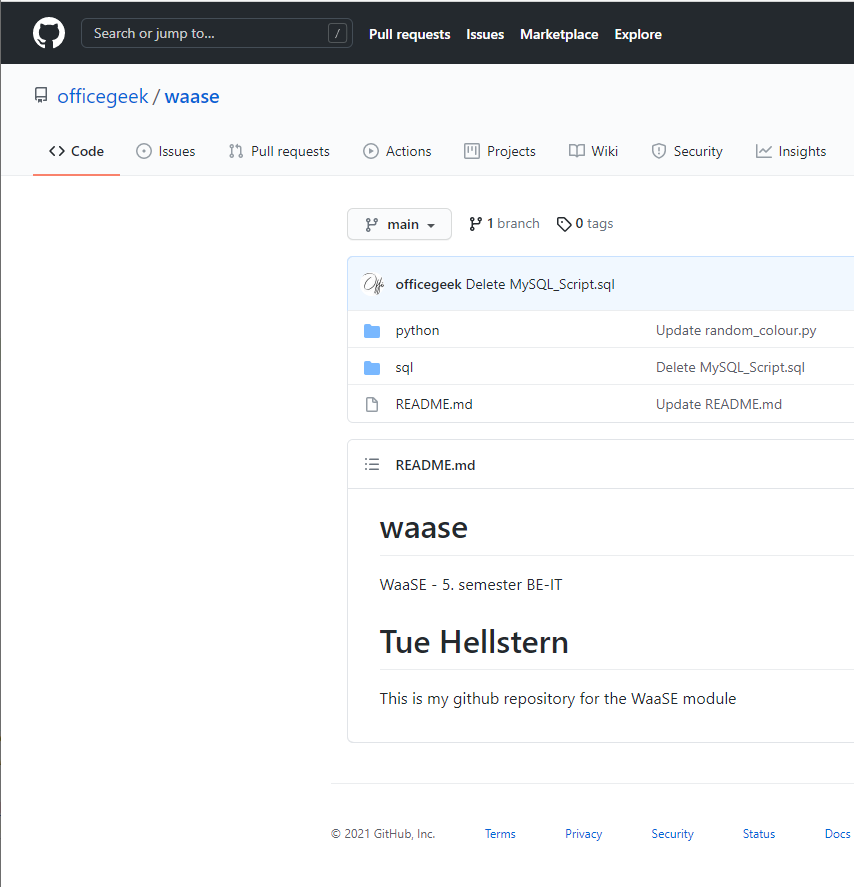 Search or jump to... / Pull requests Issues Marketplace Explore
officegeek / waase
Code Issues Pull requests Actions Projects Wiki Security Insights
main 1 branch 0 tags
officegeek Delete MySQL_Script.sql
python Update random_colour.py
sql Delete MySQL_Script.sql
README.md Update README.md
README.md
waase
WaaSE - 5. semester BE-IT
Tue Hellstern
This is my github repository for the WaaSE module
© 2021 GitHub, Inc. Terms Privacy Security Status Docs